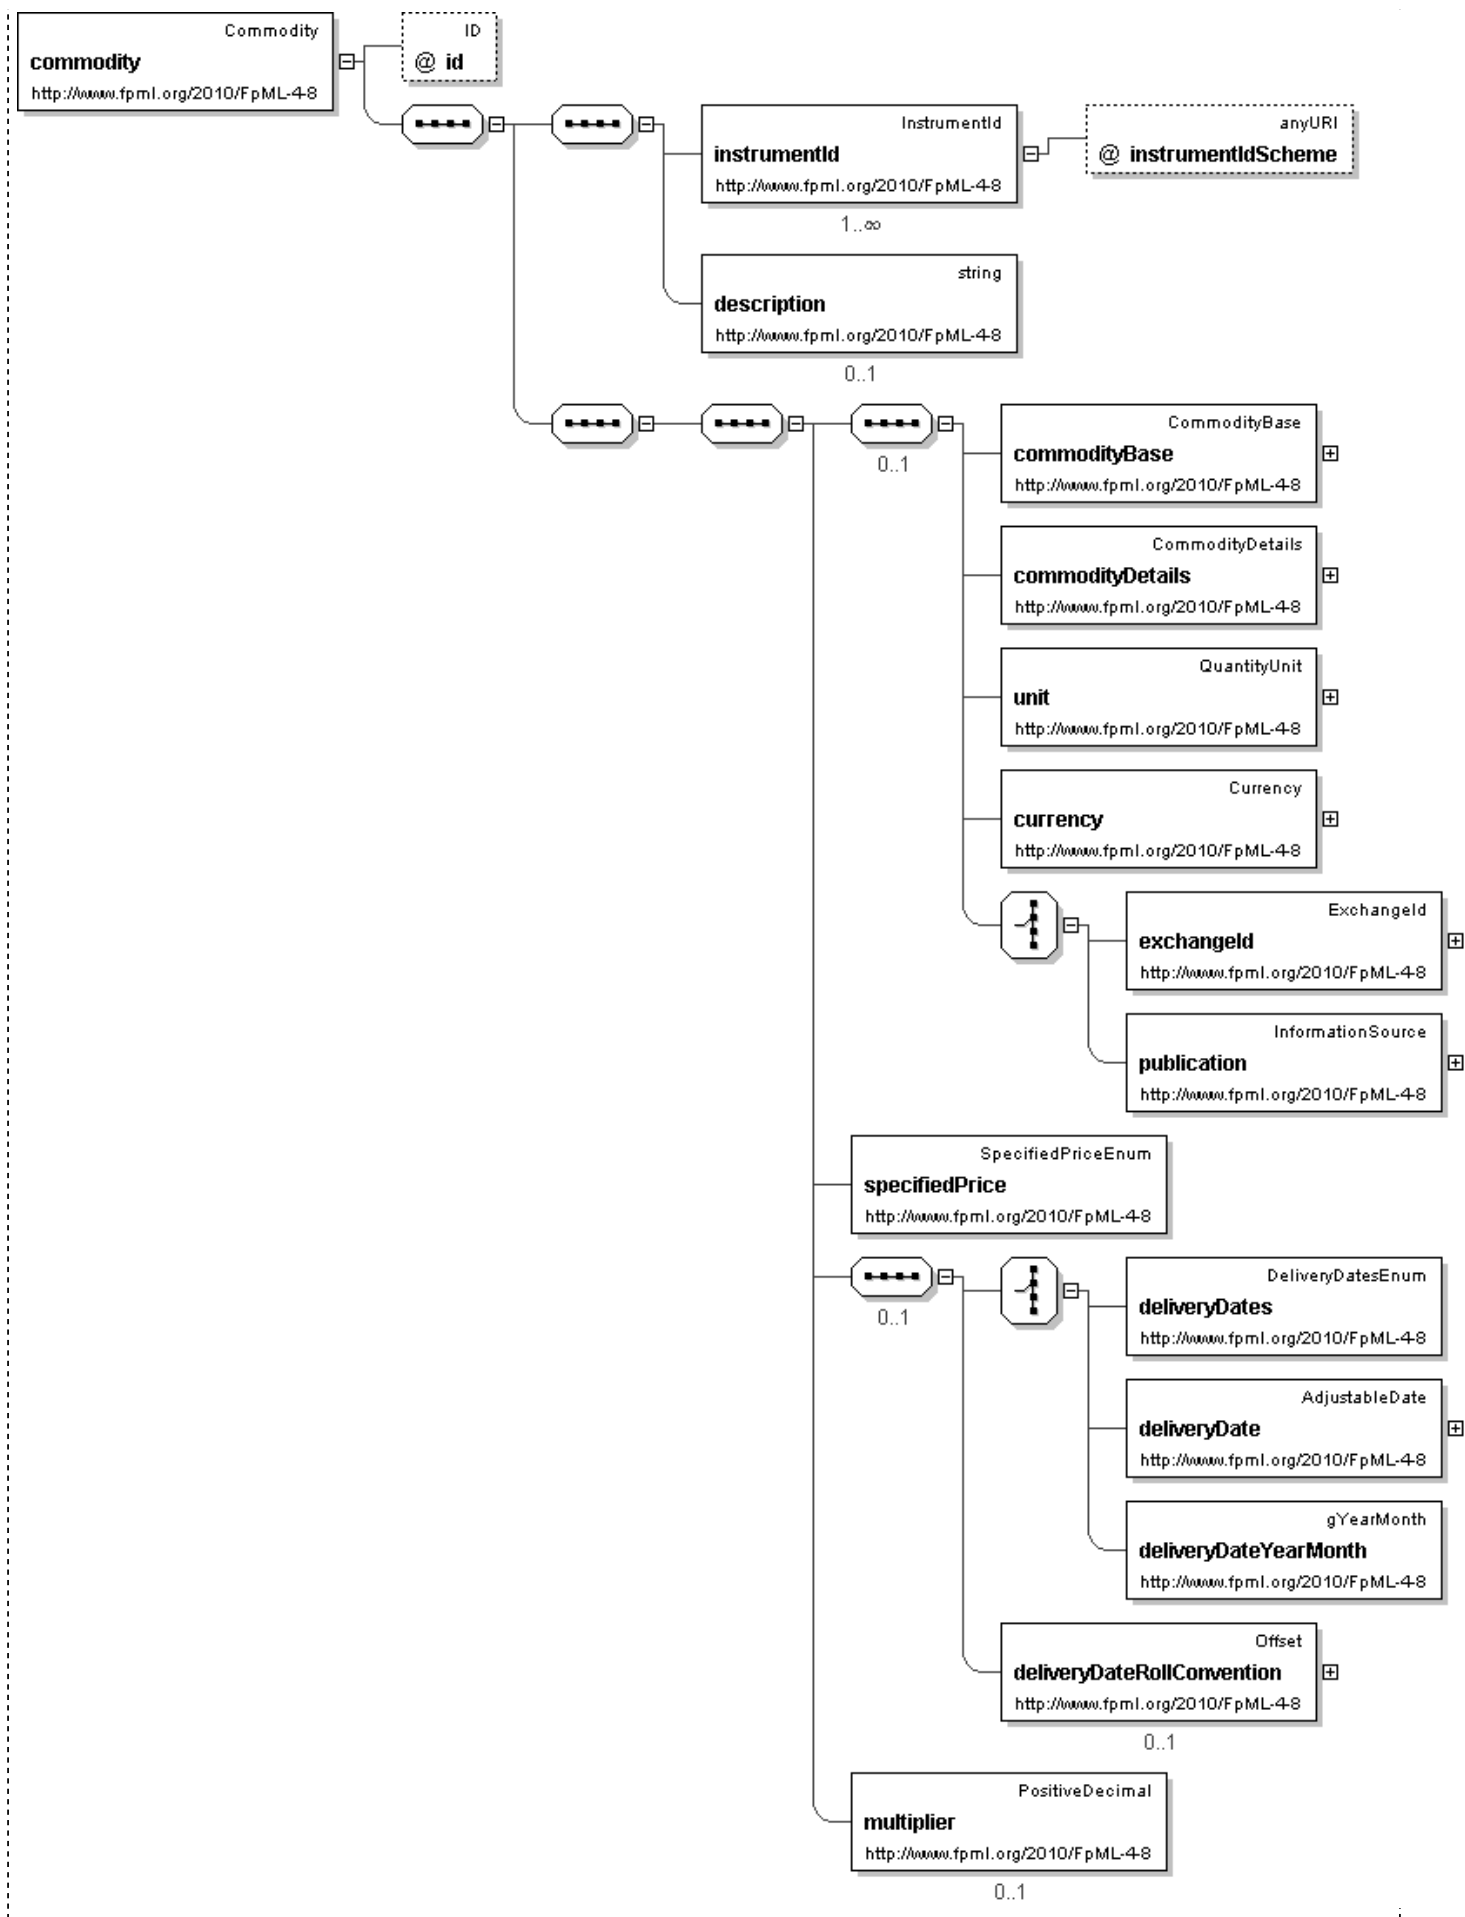 Commodity
commodity
http://www.fpml.org/2010/FpML-4-8
ID
@ id
InstrumentId
instrumentId
http://www.fpml.org/2010/FpML-4-8
1..∞
anyURI
@ instrumentIdScheme
string
description
http://www.fpml.org/2010/FpML-4-8
0..1
0..1
CommodityBase
commodityBase
http://www.fpml.org/2010/FpML-4-8
CommodityDetails
commodityDetails
http://www.fpml.org/2010/FpML-4-8
QuantityUnit
unit
http://www.fpml.org/2010/FpML-4-8
Currency
currency
http://www.fpml.org/2010/FpML-4-8
ExchangeId
exchangeId
http://www.fpml.org/2010/FpML-4-8
InformationSource
publication
http://www.fpml.org/2010/FpML-4-8
SpecifiedPriceEnum
specifiedPrice
http://www.fpml.org/2010/FpML-4-8
0..1
DeliveryDatesEnum
deliveryDates
http://www.fpml.org/2010/FpML-4-8
AdjustableDate
deliveryDate
http://www.fpml.org/2010/FpML-4-8
gYearMonth
deliveryDateYearMonth
http://www.fpml.org/2010/FpML-4-8
Offset
deliveryDateRollConvention
http://www.fpml.org/2010/FpML-4-8
0..1
PositiveDecimal
multiplier
http://www.fpml.org/2010/FpML-4-8
0..1